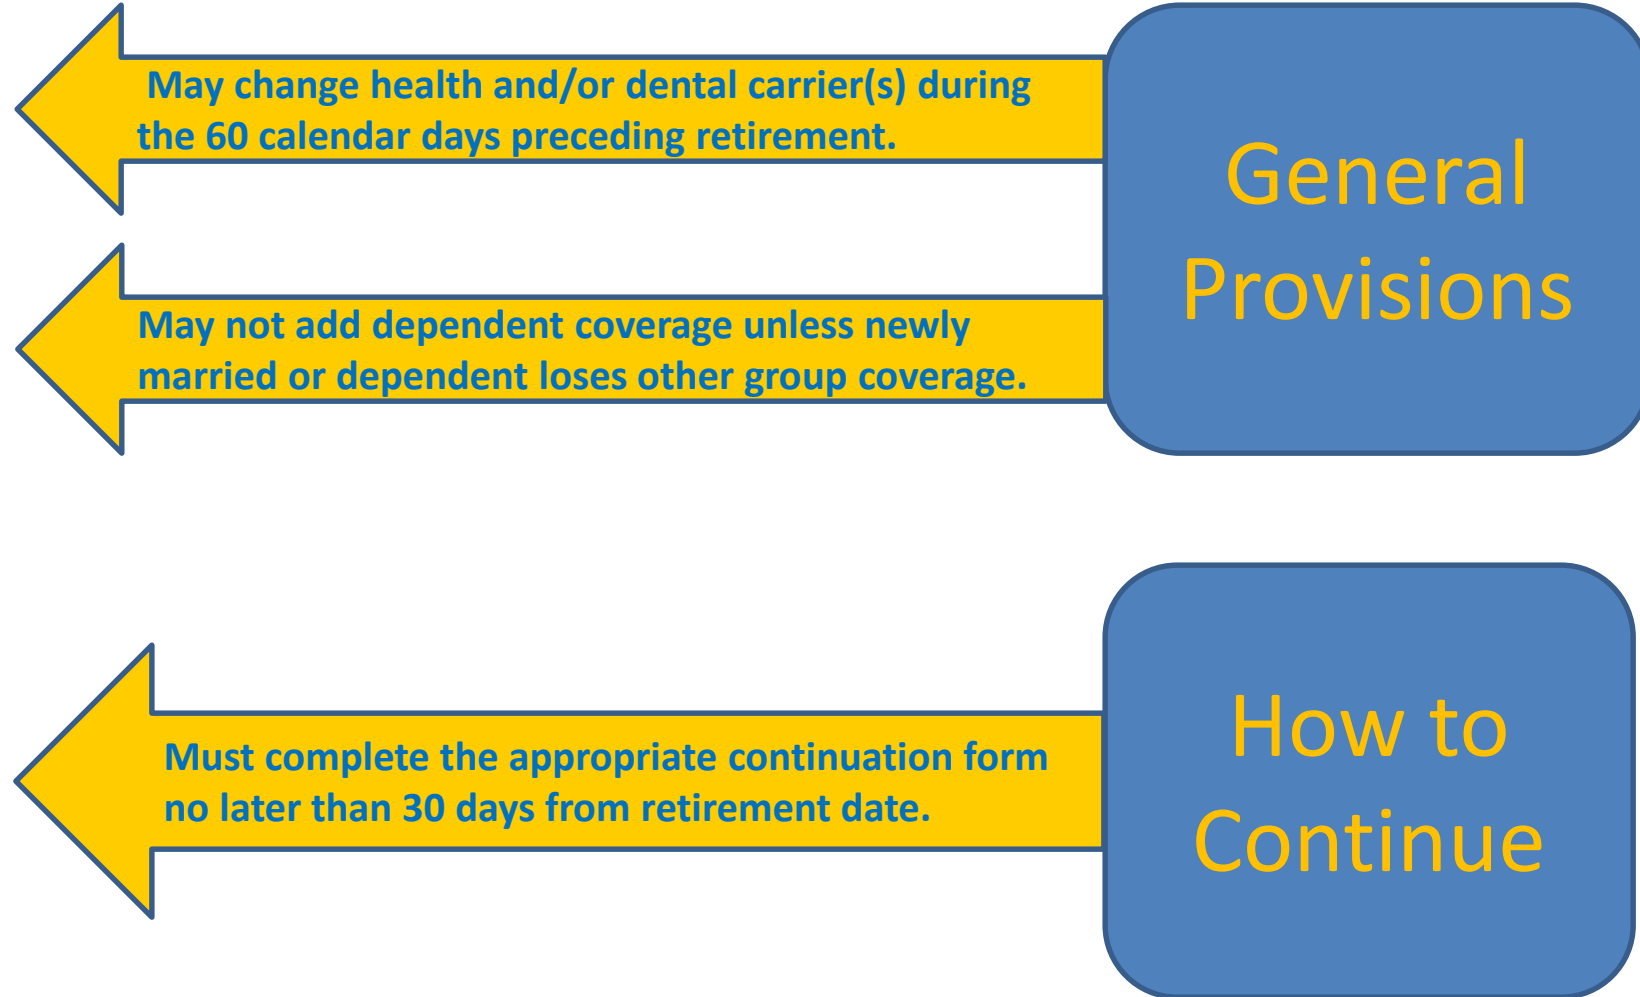 May change health and/or dental carrier(s) during
the 60 calendar days preceding retirement.
May not add dependent coverage unless newly
married or dependent loses other group coverage.
General
Provisions
Must complete the appropriate continuation form
no later than 30 days from retirement date.
How to
Continue